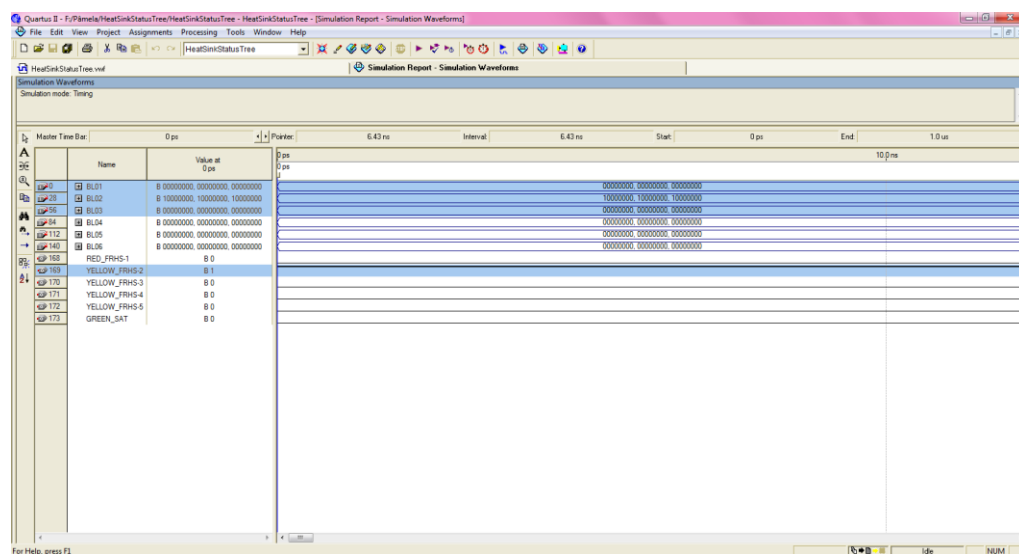 Quartus II - F:/Pâmela/HeatSinkStatusTree/HeatSinkStatusTree - HeatSinkStatusTree - [Simulation Report - Simulation Waveforms]
File Edit View Project Assignments Processing Tools Window Help
HeatSinkStatusTree
HeatSinkStatusTree.vwf Simulation Report - Simulation Waveforms
Simulation Waveforms
Simulation mode: Timing
Master Time Bar: 0 ps Pointer: 6.43 ns Interval: 6.43 ns Start: 0 ps End: 1.0 us
Name Value at 0 ps 0 ps 10.0 ns
0 ps
0 BL01 B 00000000, 00000000, 00000000 00000000, 00000000, 00000000
28 BL02 B 10000000, 10000000, 10000000 10000000, 10000000, 10000000
56 BL03 B 00000000, 00000000, 00000000 00000000, 00000000, 00000000
84 BL04 B 00000000, 00000000, 00000000 00000000, 00000000, 00000000
112 BL05 B 00000000, 00000000, 00000000 00000000, 00000000, 00000000
140 BL06 B 00000000, 00000000, 00000000 00000000, 00000000, 00000000
168 RED_FRHS-1 B 0
169 YELLOW_FRHS-2 B 1
170 YELLOW_FRHS-3 B 0
171 YELLOW_FRHS-4 B 0
172 YELLOW_FRHS-5 B 0
173 GREEN_SAT B 0
For Help, press F1 Idle NUM